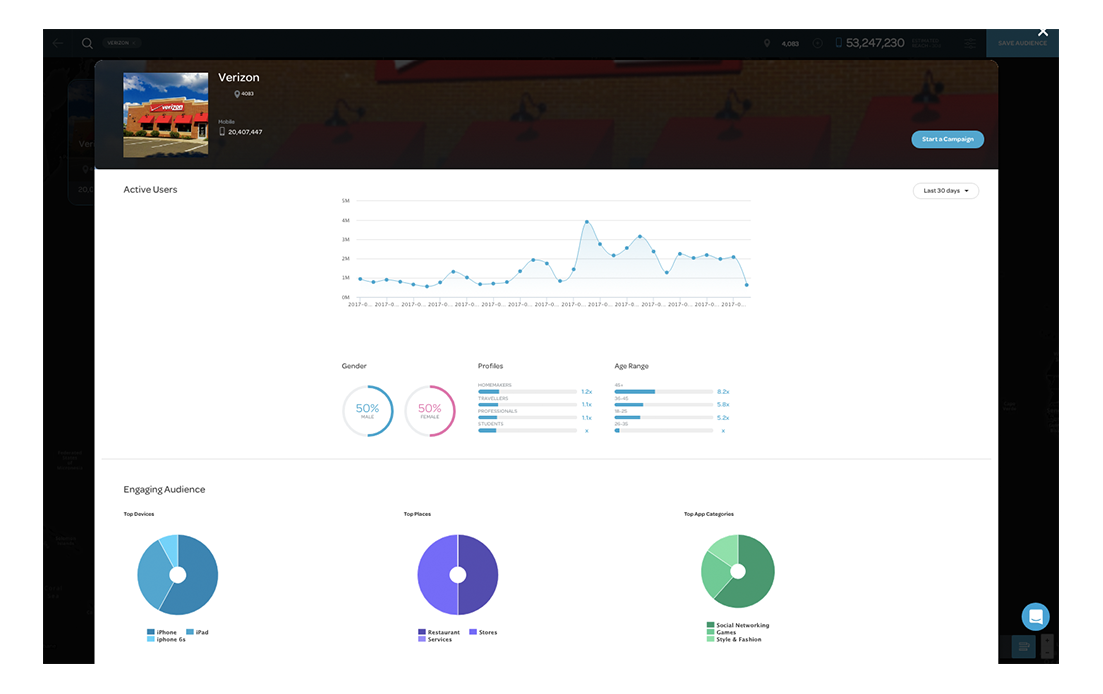 VERIZON
4,083
53,247,230
ESTIMATED
SAVE AUDIENCE
Verizon
4083
verizon
Mobile
20,407,447
Start a Campaign
Active Users
Last 30 days
5M
4M
3M
2M
1M
0M
2017-0... 2017-0... 2017-0... 2017-0... 2017-0... 2017-0... 2017-0... 2017-0... 2017-0... 2017-0... 2017-0... 2017-0... 2017-0... 2017-0... 2017-0...
Gender
Profiles
Age Range
50%
MALE
50%
FEMALE
HOMEMAKERS
1.2x
TRAVELLERS
1.1x
PROFESSIONALS
1.1x
STUDENTS
x
45+
8.2x
35-45
5.8x
18-25
5.2x
x
Engaging Audience
Top Devices
Top Places
Top App Categories
iPhone iPad
iphone 6s
Restaurant Stores
Services
Social Networking
Games
Style & Fashion